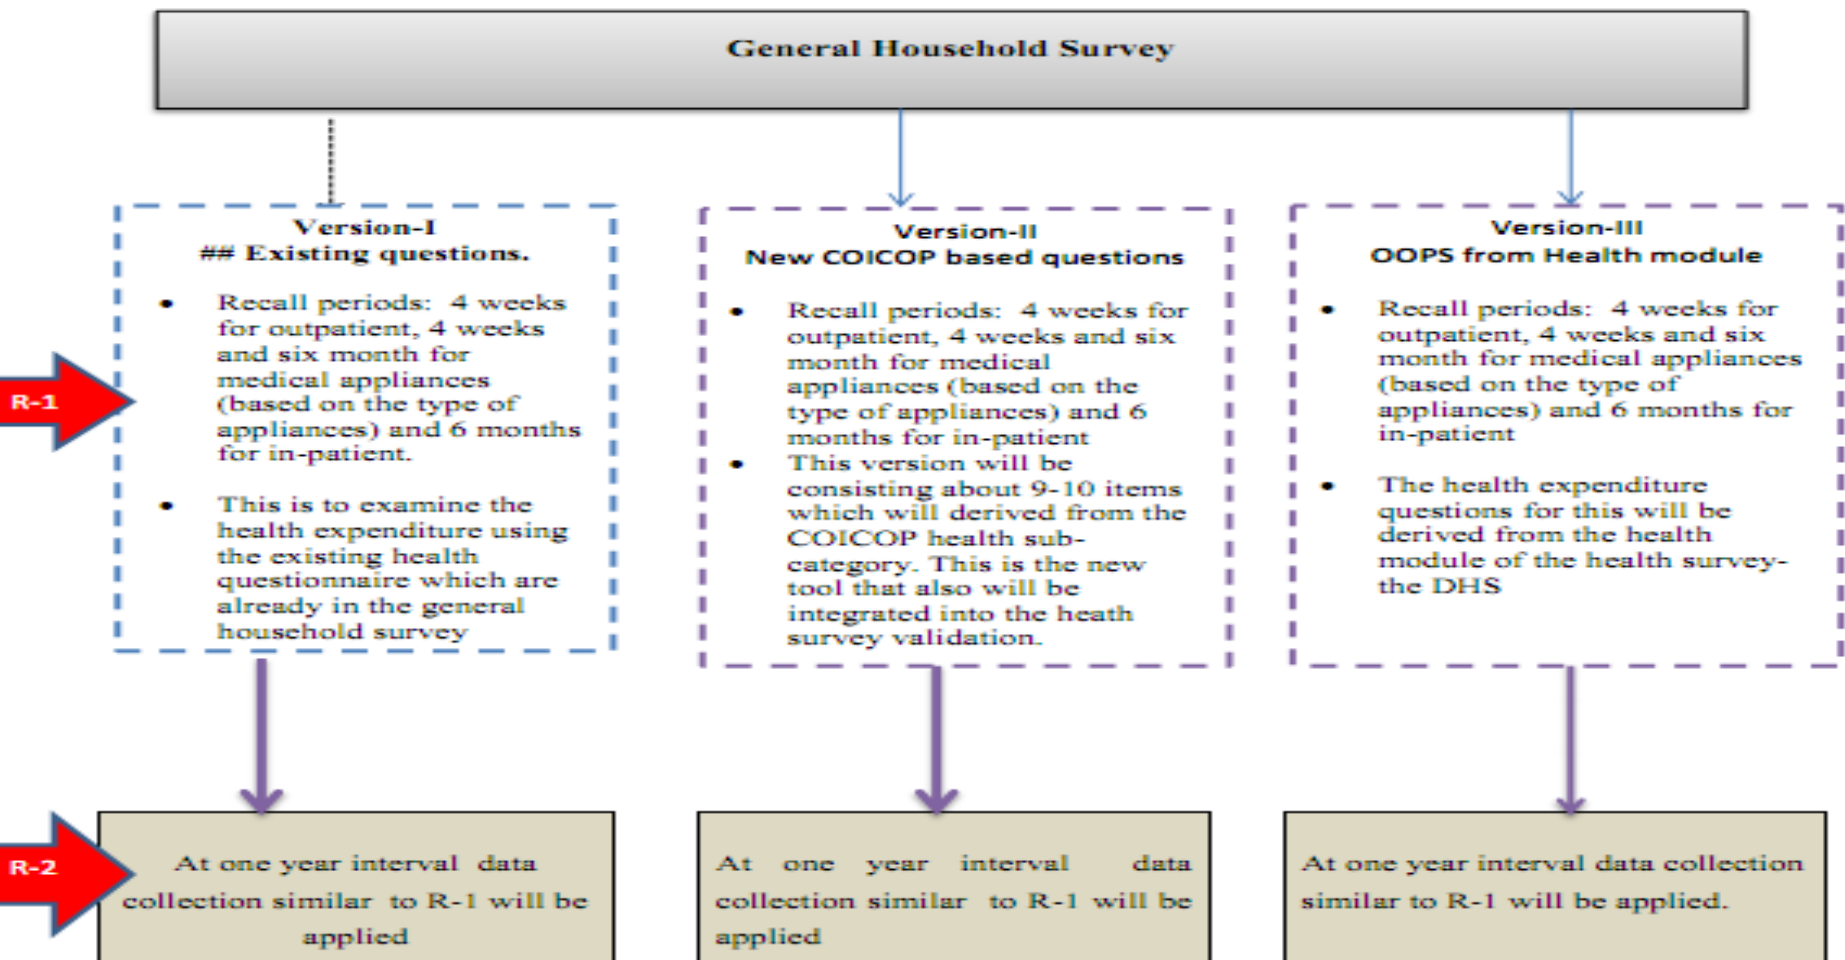 General Household Survey
Version-I
## Existing questions.
• Recall periods: 4 weeks
for outpatient, 4 weeks
and six month for
medical appliances
(based on the type of
appliances) and 6 months
for in-patient.
• This is to examine the
health expenditure using
the existing health
questionnaire which are
already in the general
household survey
Version-II
New COICOP based questions
• Recall periods: 4 weeks for
outpatient, 4 weeks and six
month for medical
appliances (based on the
type of appliances) and 6
months for in-patient
• This version will be
consisting about 9-10 items
which will derived from the
COICOP health sub-
category. This is the new
tool that also will be
integrated into the heath
survey validation.
Version-III
OOPS from Health module
• Recall periods: 4 weeks for
outpatient, 4 weeks and six
month for medical appliances
(based on the type of
appliances) and 6 months for
in-patient
• The health expenditure
questions for this will be
derived from the health
module of the health survey-
the DHS
R-1
R-2
At one year interval data
collection similar to R-1 will be
applied
At one year interval data
collection similar to R-1 will be
applied
At one year interval data collection
similar to R-1 will be applied.